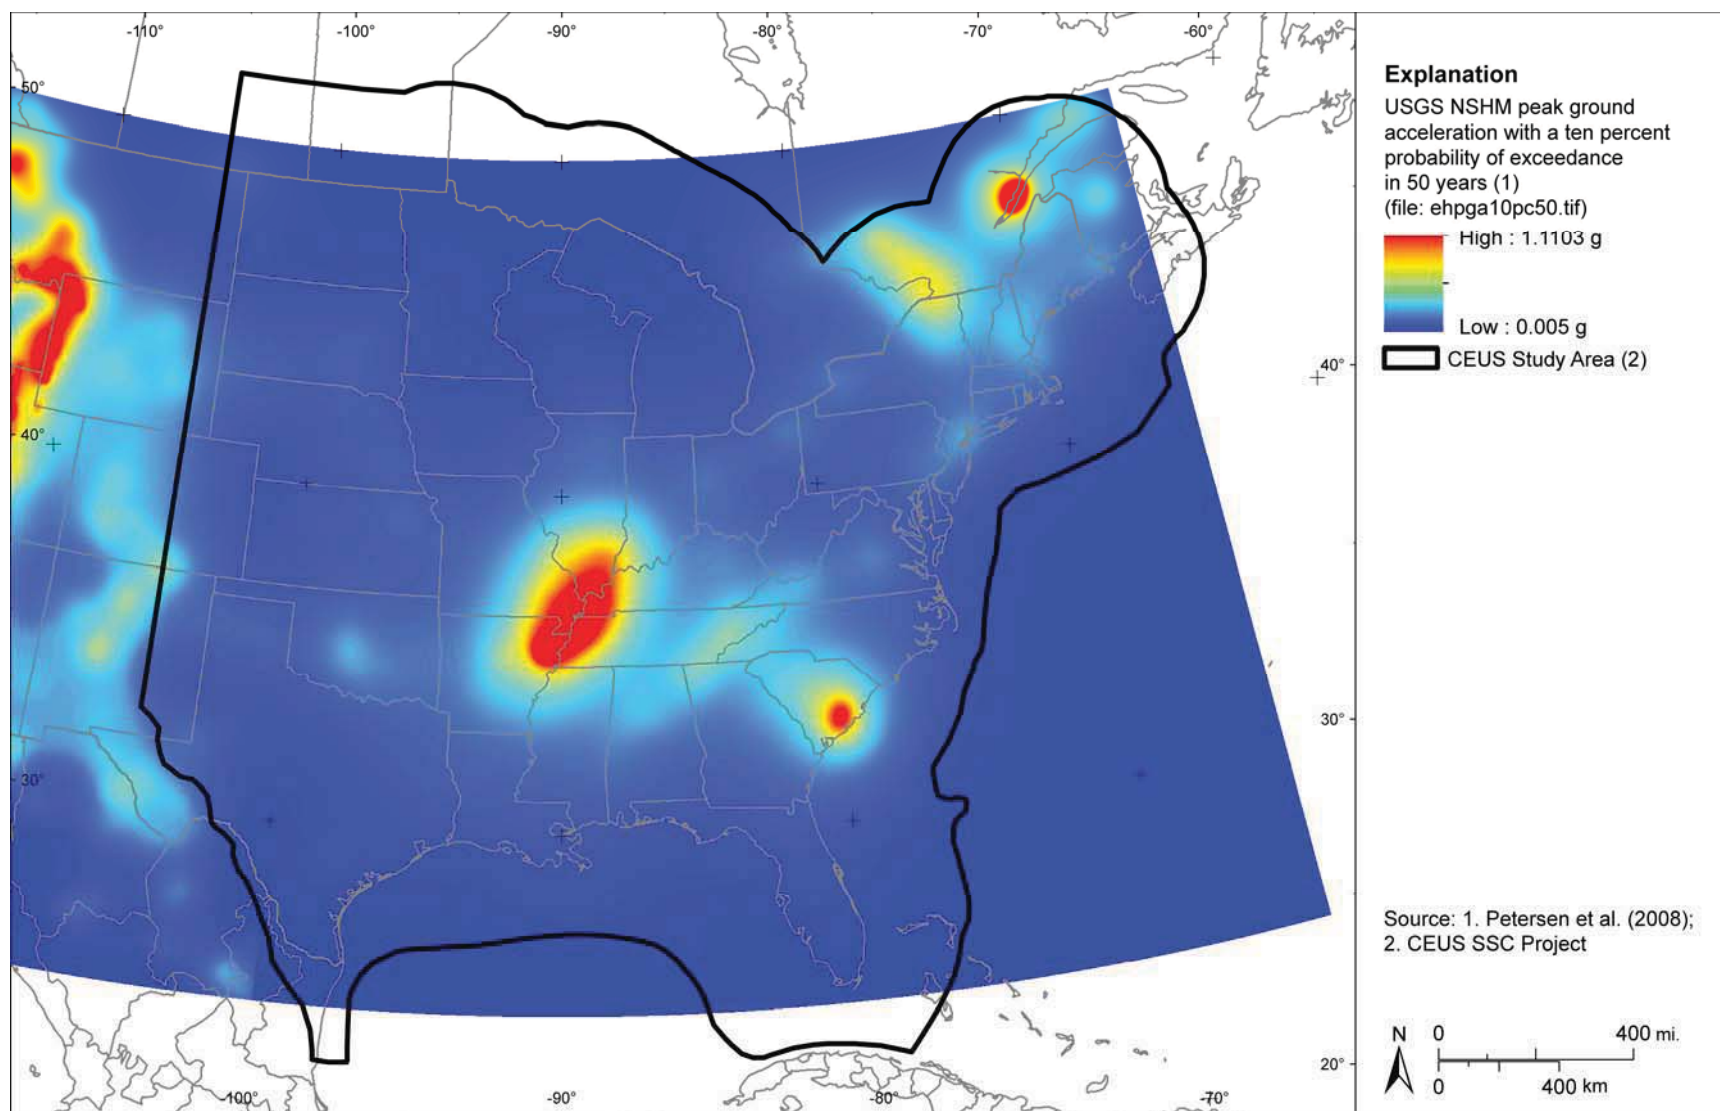 -110°
-100°
-90°
-80°
-70°
-60°
50°
40°
40°
30°
30°
20°
-100°
-90°
-80°
-70°
Explanation
USGS NSHM peak ground
acceleration with a ten percent
probability of exceedance
in 50 years (1)
(file: ehpga10pc50.tif)
High : 1.1103 g
Low : 0.005 g
CEUS Study Area (2)
Source: 1. Petersen et al. (2008);
2. CEUS SSC Project
N
0 400 mi.
0 400 km